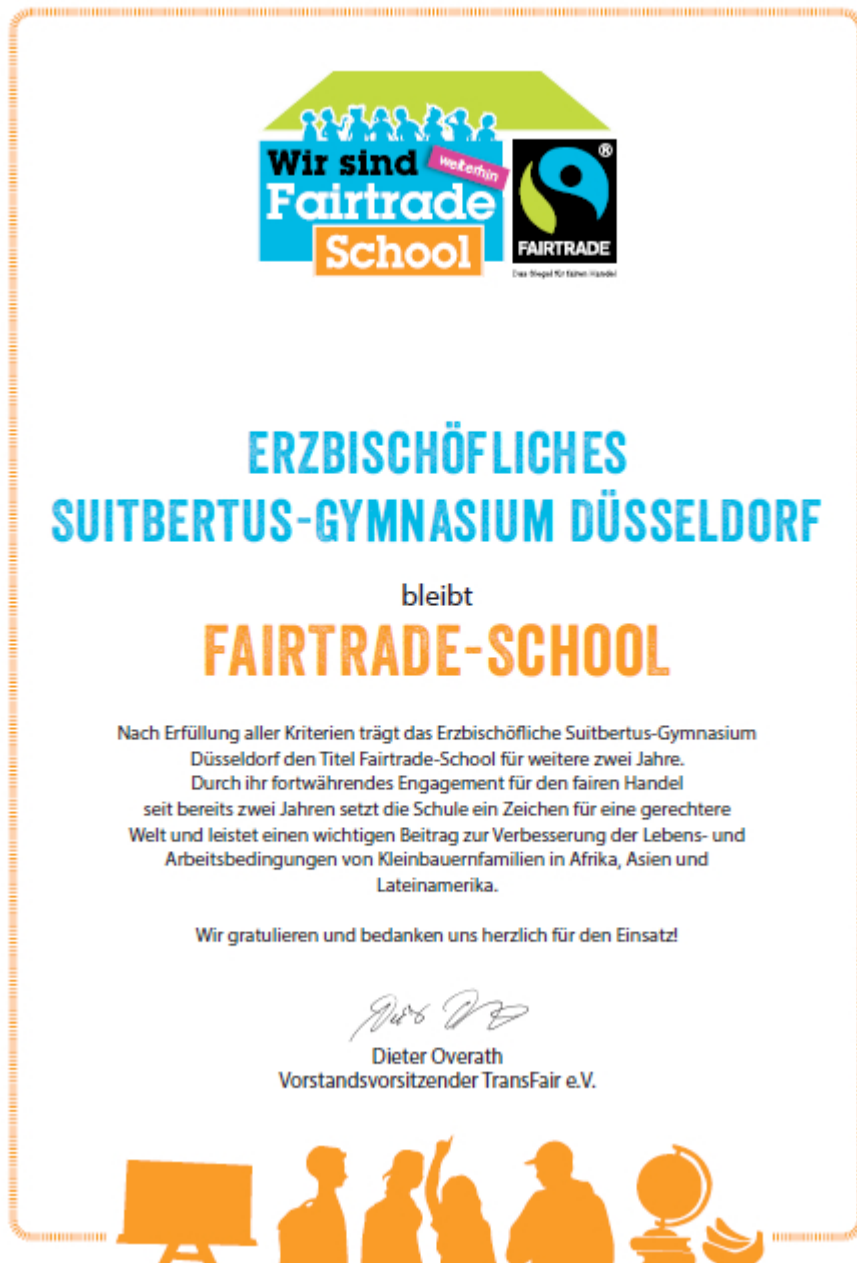 Wir sind weiterhin
Fairtrade
School
FAIRTRADE
®
Das Siegel für fairen Handel
ERZBISCHÖFLICHES
SUITBERTUS-GYMNASIUM DÜSSELDORF
bleibt
FAIRTRADE-SCHOOL
Nach Erfüllung aller Kriterien trägt das Erzbischöfliche Suitbertus-Gymnasium
Düsseldorf den Titel Fairtrade-School für weitere zwei Jahre.
Durch ihr fortwährendes Engagement für den fairen Handel
seit bereits zwei Jahren setzt die Schule ein Zeichen für eine gerechtere
Welt und leistet einen wichtigen Beitrag zur Verbesserung der Lebens- und
Arbeitsbedingungen von Kleinbauernfamilien in Afrika, Asien und
Lateinamerika.
Wir gratulieren und bedanken uns herzlich für den Einsatz!
Dieter Overath
Vorstandsvorsitzender TransFair e.V.